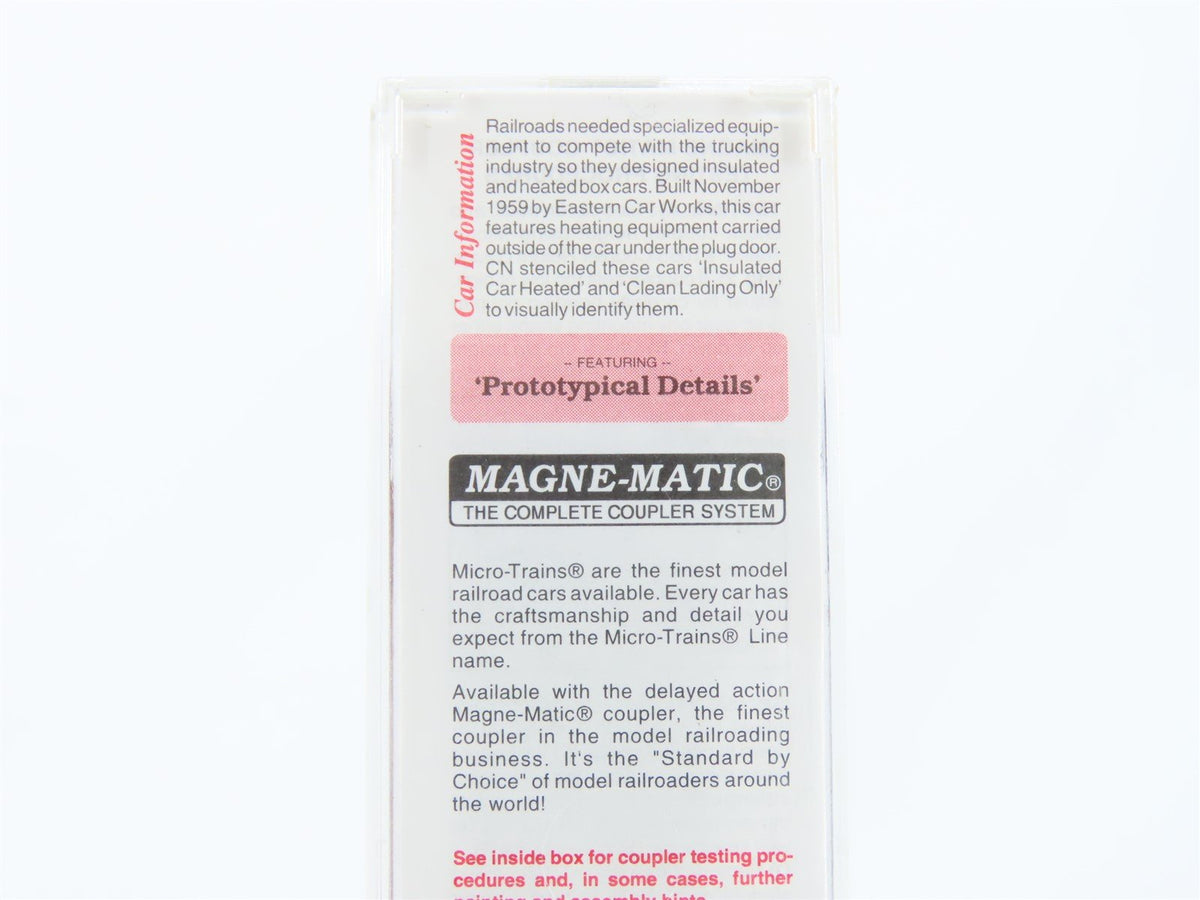 Car Information
Railroads needed specialized equip-
ment to compete with the trucking
industry so they designed insulated
and heated box cars. Built November
1959 by Eastern Car Works, this car
features heating equipment carried
outside of the car under the plug door.
CN stenciled these cars 'Insulated
Car Heated' and 'Clean Lading Only'
to visually identify them.
-- FEATURING --
'Prototypical Details'
MAGNE-MATIC®
THE COMPLETE COUPLER SYSTEM
Micro-Trains® are the finest model
railroad cars available. Every car has
the craftsmanship and detail you
expect from the Micro-Trains® Line
name.
Available with the delayed action
Magne-Matic® coupler, the finest
coupler in the model railroading
business. It's the "Standard by
Choice" of model railroaders around
the world!
See inside box for coupler testing pro-
cedures and, in some cases, further
painting and assembly hints.